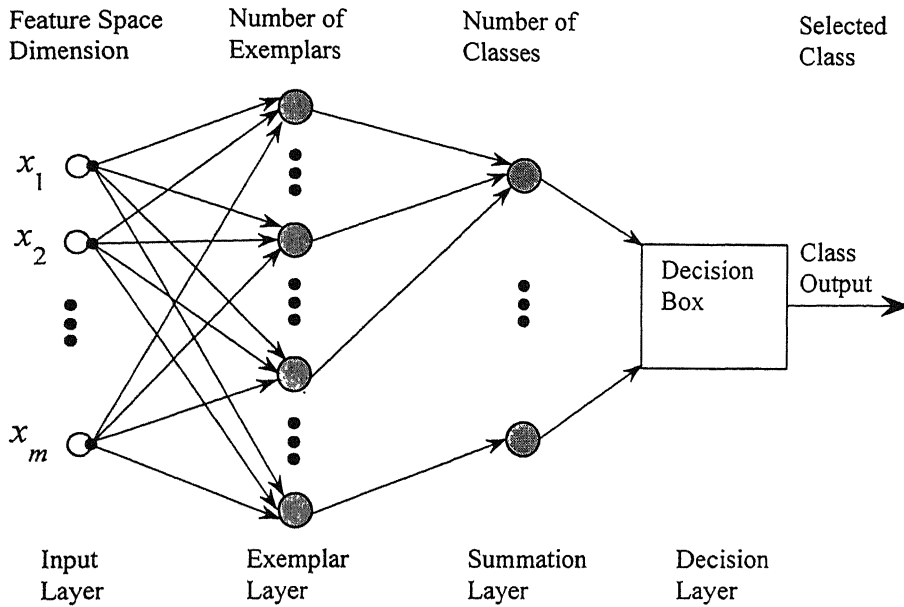 Feature Space
Dimension
Number of
Exemplars
Number of
Classes
Selected
Class
x1
x2
xm
Decision
Box
Class
Output
Input
Layer
Exemplar
Layer
Summation
Layer
Decision
Layer